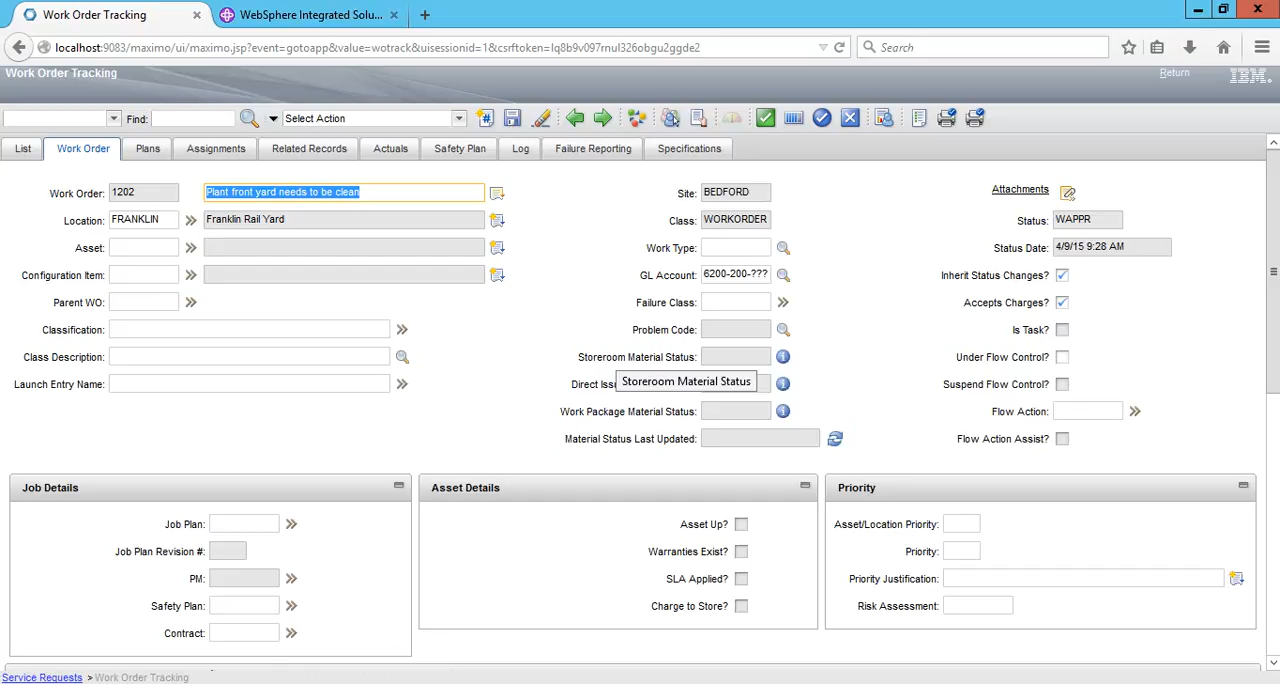 Work Order Tracking
WebSphere Integrated Solu...
localhost:9083/maximo/ui/maximo.jsp?event=gotoapp&value=wotrack&uisessionid=1&csrftoken=lq8b9v097rnul326obgu2ggde2
Search
Work Order Tracking
Return
IBM.
Find:
Select Action
List
Work Order
Plans
Assignments
Related Records
Actuals
Safety Plan
Log
Failure Reporting
Specifications
Work Order: 1202 Plant front yard needs to be clean
Site: BEDFORD
Attachments
Location: FRANKLIN Franklin Rail Yard
Class: WORKORDER
Status: WAPPR
Asset:
Work Type:
Status Date: 4/9/15 9:28 AM
Configuration Item:
GL Account: 6200-200-???
Inherit Status Changes?
Parent WO:
Failure Class:
Accepts Charges?
Classification:
Problem Code:
Is Task?
Class Description:
Storeroom Material Status:
Under Flow Control?
Launch Entry Name:
Direct Iss
Storeroom Material Status
Suspend Flow Control?
Work Package Material Status:
Flow Action:
Material Status Last Updated:
Flow Action Assist?
Job Details
Asset Details
Priority
Job Plan:
Asset Up?
Asset/Location Priority:
Job Plan Revision #:
Warranties Exist?
Priority:
PM:
SLA Applied?
Priority Justification:
Safety Plan:
Charge to Store?
Risk Assessment:
Contract:
Service Requests > Work Order Tracking